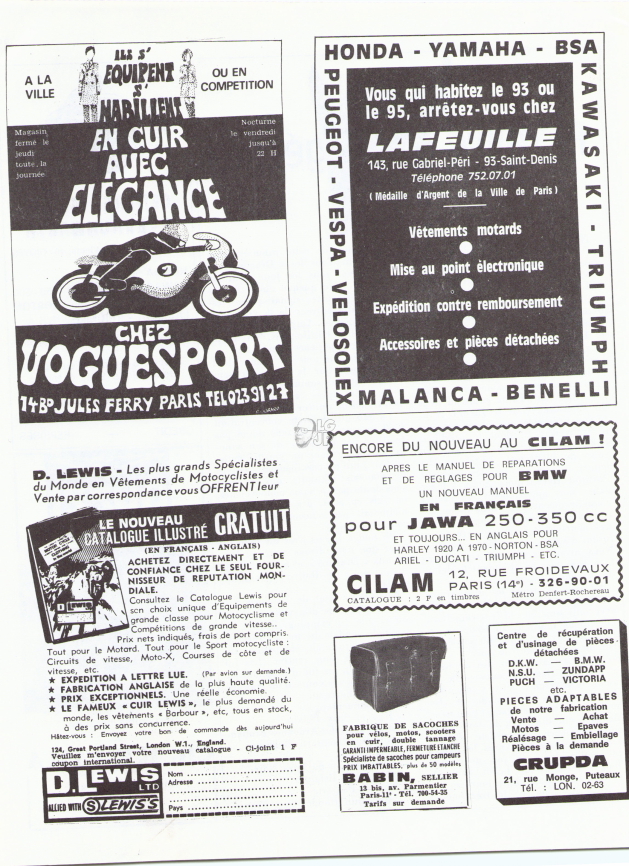 A LA
VILLE
ILS S'
EQUIPENT
S'
HABILLENT
OU EN
COMPETITION
Magasin
fermé le
jeudi
toute la
journée
EN CUIR
AVEC
ELEGANCE
Nocturne
le vendredi
jusqu'à
22 H
CHEZ
VOGUESPORT
14 BD JULES FERRY PARIS TEL 023 91 27
HONDA - YAMAHA - BSA
KAWASAKI - TRIUMPH
PEUGEOT - VESPA - VELOSOLEX
MALANCA - BENELLI
Vous qui habitez le 93 ou
le 95, arrêtez-vous chez
LAFEUILLE
143, rue Gabriel-Péri - 93-Saint-Denis
Téléphone 752.07.01
( Médaille d'Argent de la Ville de Paris )
Vêtements motards
Mise au point èlectronique
Expédition contre remboursement
Accessoires et pièces détachées
LG
JP
D. LEWIS - Les plus grands Spécialistes
du Monde en Vêtements de Motocyclistes et
Vente par correspondance vous OFFRENT leur
LE NOUVEAU
CATALOGUE ILLUSTRÉ GRATUIT
(EN FRANÇAIS - ANGLAIS)
ACHETEZ DIRECTEMENT ET DE
CONFIANCE CHEZ LE SEUL FOUR-
NISSEUR DE REPUTATION MON-
DIALE.
Consultez le Catalogue Lewis pour
son choix unique d'Equipements de
grande classe pour Motocyclisme et
Compétitions de grande vitesse..
Prix nets indiqués, frais de port compris.
Tout pour le Motard. Tout pour le Sport motocycliste :
Circuits de vitesse, Moto-X, Courses de côte et de
vitesse, etc.
★ EXPEDITION A LETTRE LUE. (Par avion sur demande.)
★ FABRICATION ANGLAISE de la plus haute qualité.
★ PRIX EXCEPTIONNELS. Une réelle économie.
★ LE FAMEUX « CUIR LEWIS », le plus demandé du
monde, les vêtements « Barbour », etc, tous en stock,
à des prix sans concurrence.
Hâtez-vous : Envoyez votre bon de commande dès aujourd'hui
124, Great Portland Street, London W.1., England.
Veuillez m'envoyer votre nouveau catalogue - Ci-joint 1 F
coupon international.
D. LEWIS
LTD
ALLIED WITH S LEWIS'S
Nom
Adresse
Pays
ENCORE DU NOUVEAU AU CILAM !
APRES LE MANUEL DE REPARATIONS
ET DE REGLAGES POUR BMW
UN NOUVEAU MANUEL
EN FRANÇAIS
pour JAWA 250-350 cc
ET TOUJOURS... EN ANGLAIS POUR
HARLEY 1920 A 1970 - NORTON - BSA
ARIEL - DUCATI - TRIUMPH - ETC.
CILAM 12, RUE FROIDEVAUX
PARIS (14e) - 326-90-01
CATALOGUE : 2 F en timbres Métro Denfert-Rochereau
FABRIQUE DE SACOCHES
pour vélos, motos, scooters
en cuir, double tannage
GARANTI IMPERMEABLE, FERMETURE ETANCHE
Spécialiste de sacoches pour campeurs
PRIX IMBATTABLES, plus de 50 modèles
BABIN, SELLIER
13 bis, av. Parmentier
Paris-11e - Tél. 700-54-35
Tarifs sur demande
Centre de récupération
et d'usinage de pièces
détachées
D.K.W. — B.M.W.
N.S.U. — ZUNDAPP
PUCH — VICTORIA
etc.
PIECES ADAPTABLES
de notre fabrication
Vente — Achat
Motos — Epaves
Réalésage — Embiellage
Pièces à la demande
CRUPDA
21, rue Monge, Puteaux
Tél. : LON. 02-63